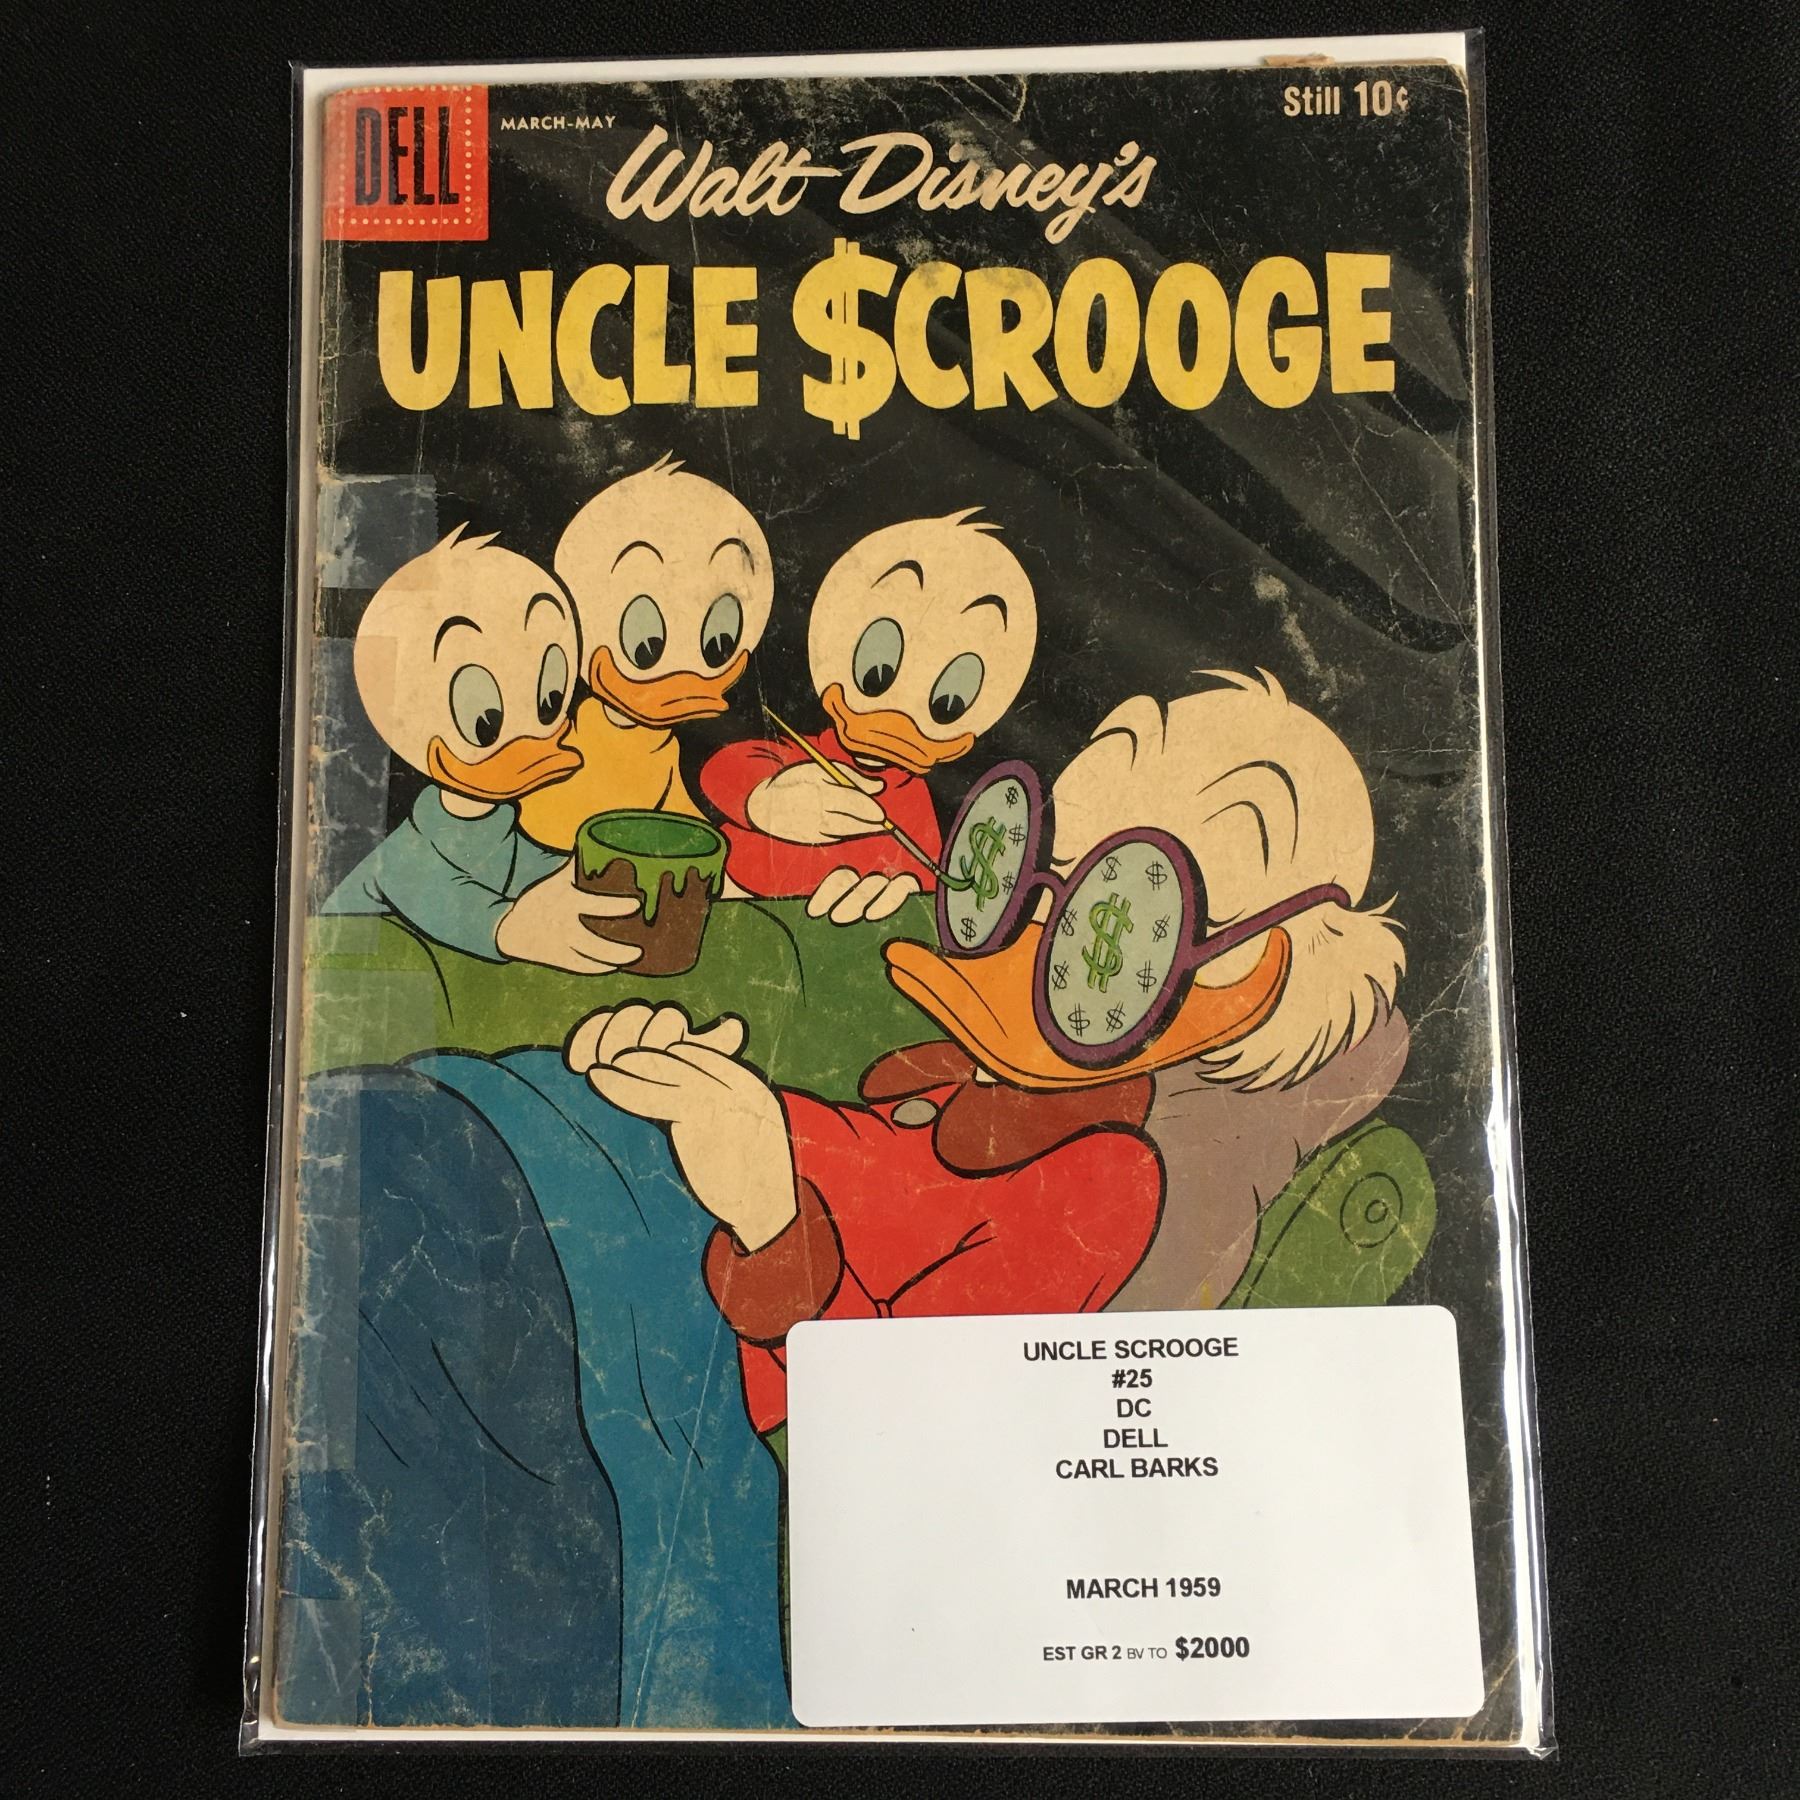 DELL
MARCH-MAY
Still 10¢
Walt Disney's
UNCLE $CROOGE
UNCLE SCROOGE
#25
DC
DELL
CARL BARKS
MARCH 1959
EST GR 2 BV TO $2000